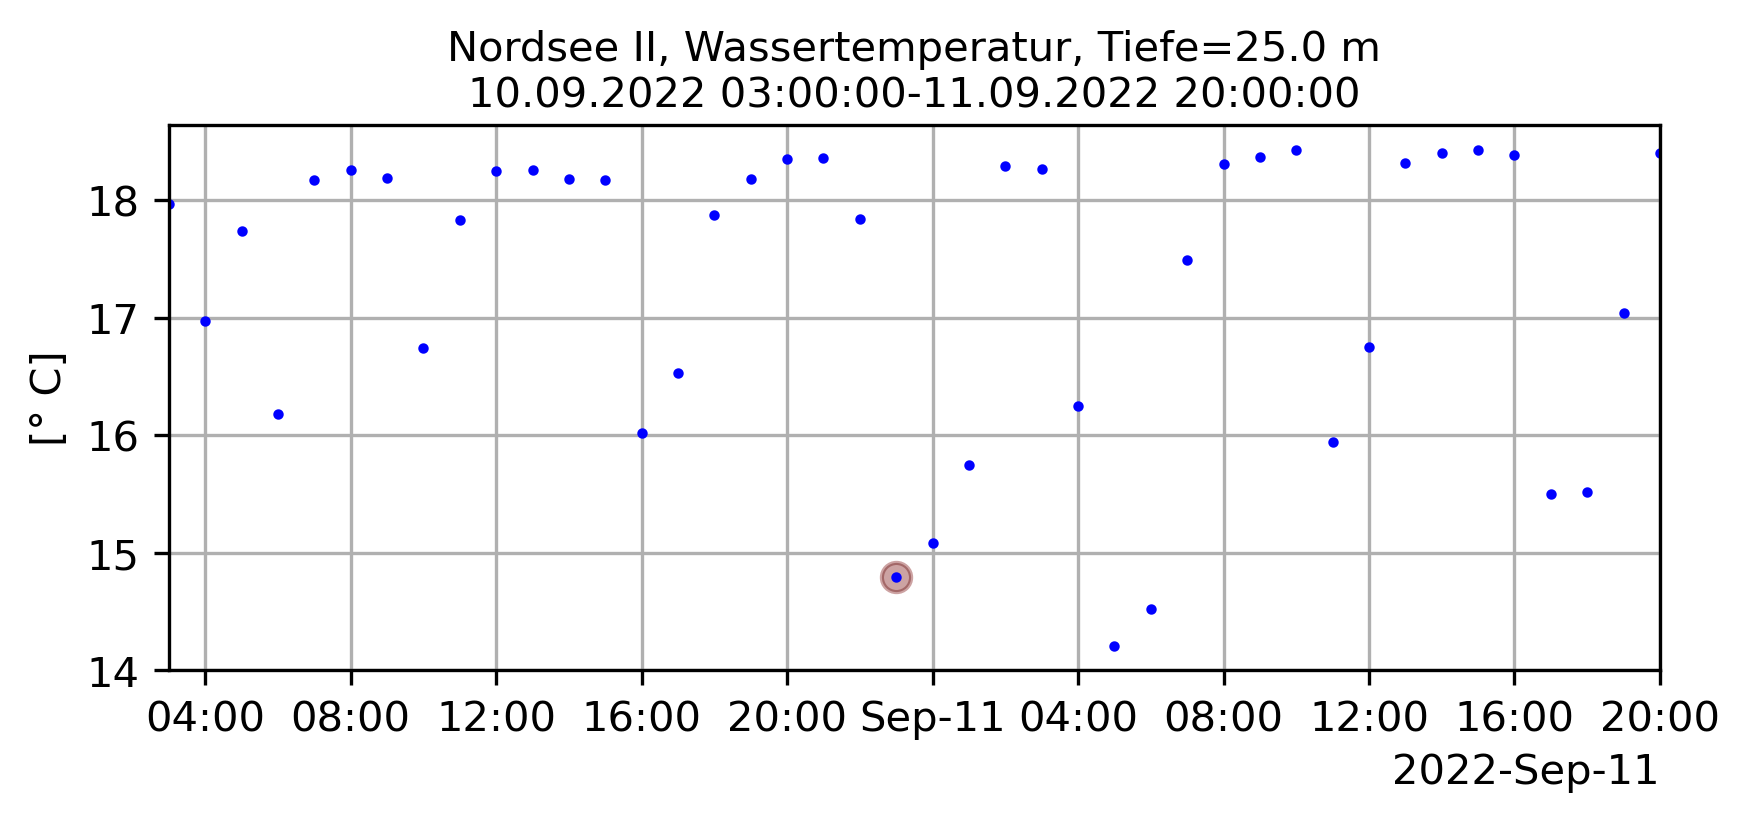 Nordsee II, Wassertemperatur, Tiefe=25.0 m
10.09.2022 03:00:00-11.09.2022 20:00:00
[° C]
18
17
16
15
14
04:00 08:00 12:00 16:00 20:00 Sep-11 04:00 08:00 12:00 16:00 20:00
2022-Sep-11